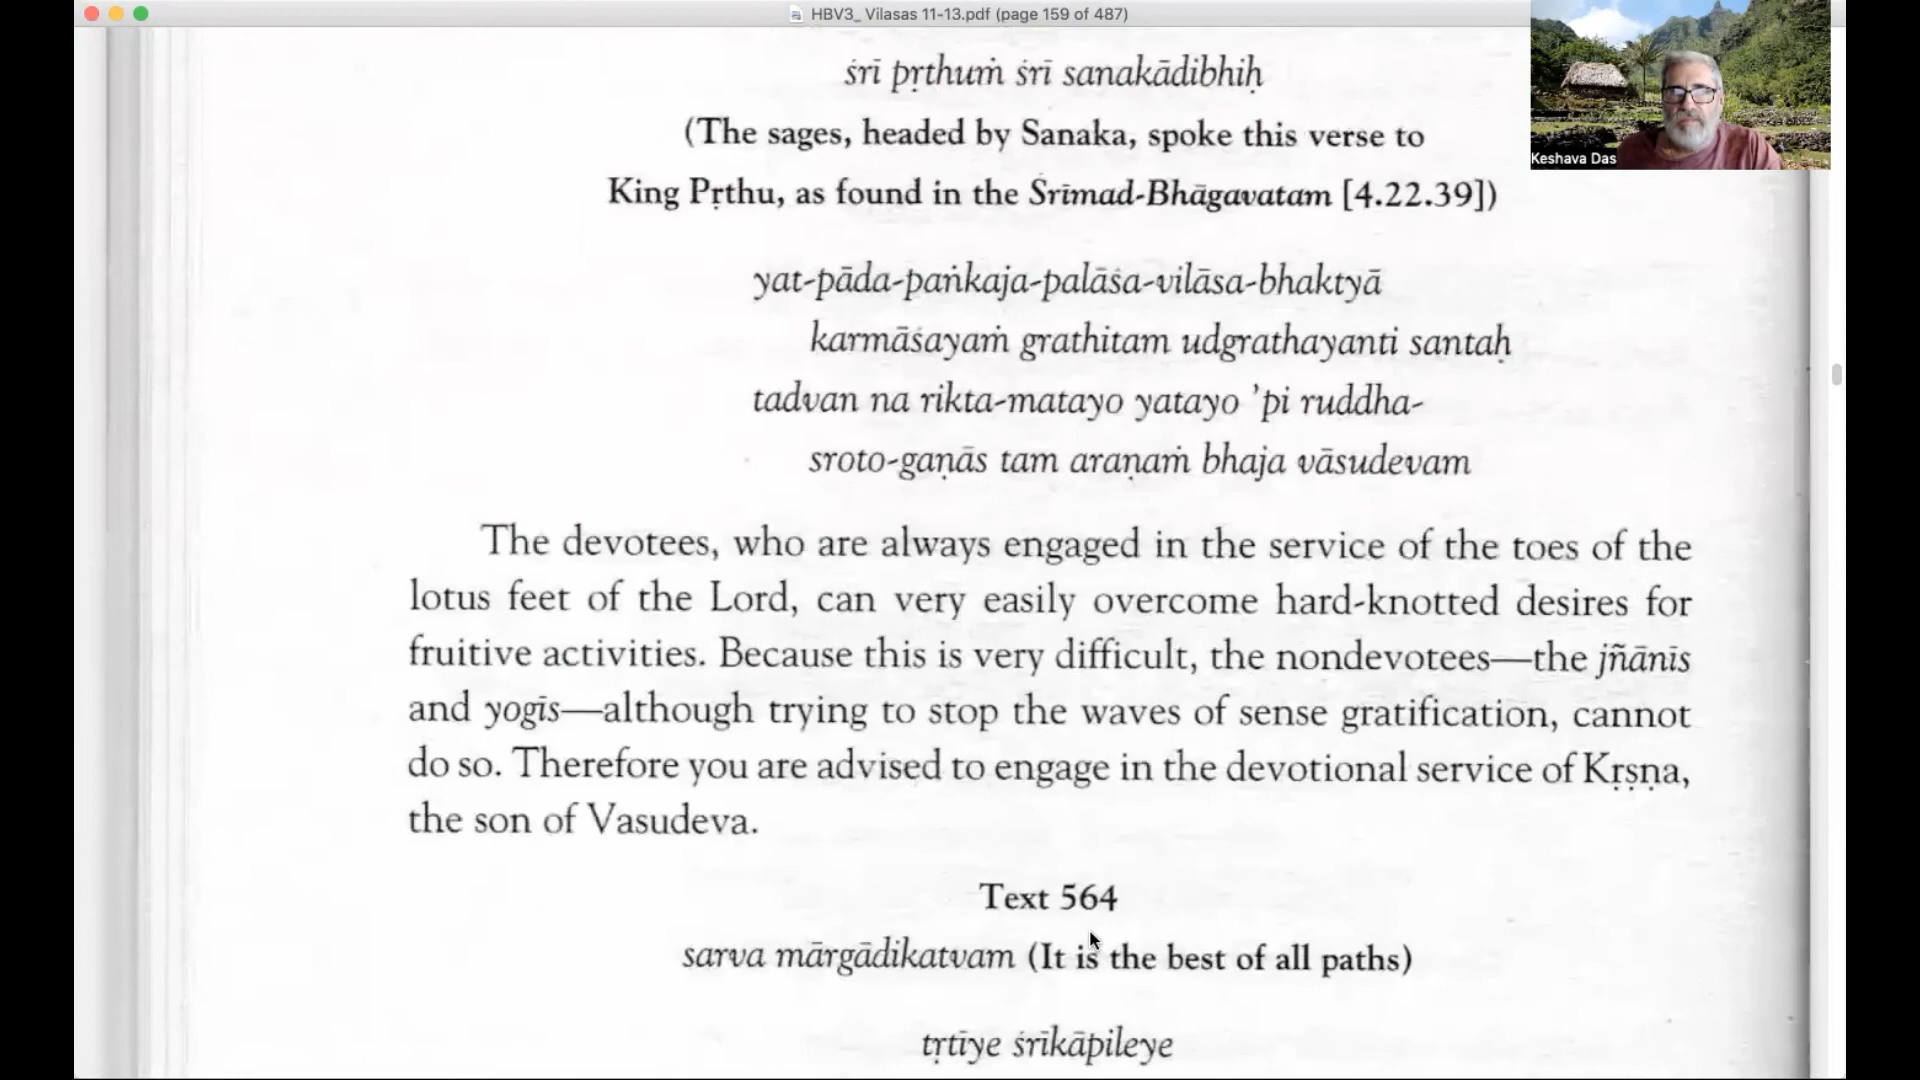 HBV3_ Vilasas 11-13.pdf (page 159 of 487)
Keshava Das
śrī pṛthuṁ śrī sanakādibhiḥ
(The sages, headed by Sanaka, spoke this verse to
King Pṛthu, as found in the Śrīmad-Bhāgavatam [4.22.39])
yat-pāda-paṅkaja-palāśa-vilāsa-bhaktyā
karmāśayaṁ grathitam udgrathayanti santaḥ
tadvan na rikta-matayo yatayo ’pi ruddha-
sroto-gaṇās tam araṇaṁ bhaja vāsudevam
The devotees, who are always engaged in the service of the toes of the
lotus feet of the Lord, can very easily overcome hard-knotted desires for
fruitive activities. Because this is very difficult, the nondevotees—the jñānīs
and yogīs—although trying to stop the waves of sense gratification, cannot
do so. Therefore you are advised to engage in the devotional service of Kṛṣṇa,
the son of Vasudeva.
Text 564
sarva mārgādikatvam (It is the best of all paths)
tṛtīye śrīkāpileye